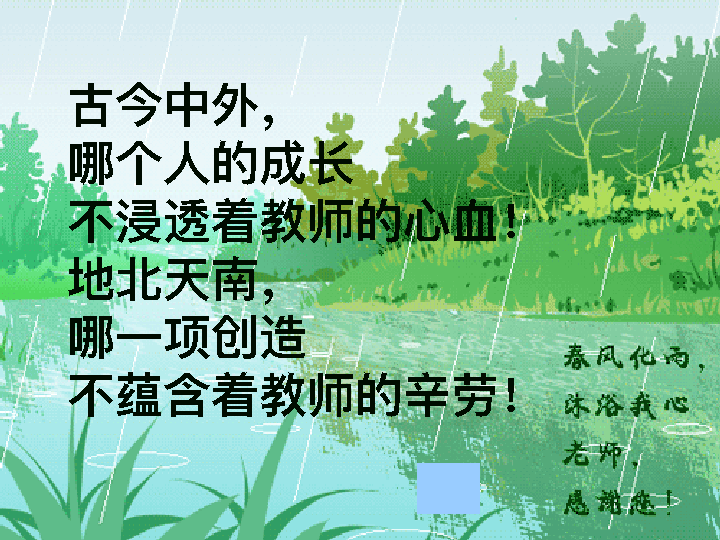 古今中外，
哪个人的成长
不浸透着教师的心血！
地北天南，
哪一项创造
不蕴含着教师的辛劳！
春风化雨，
沐浴我心
老师，
感谢您！